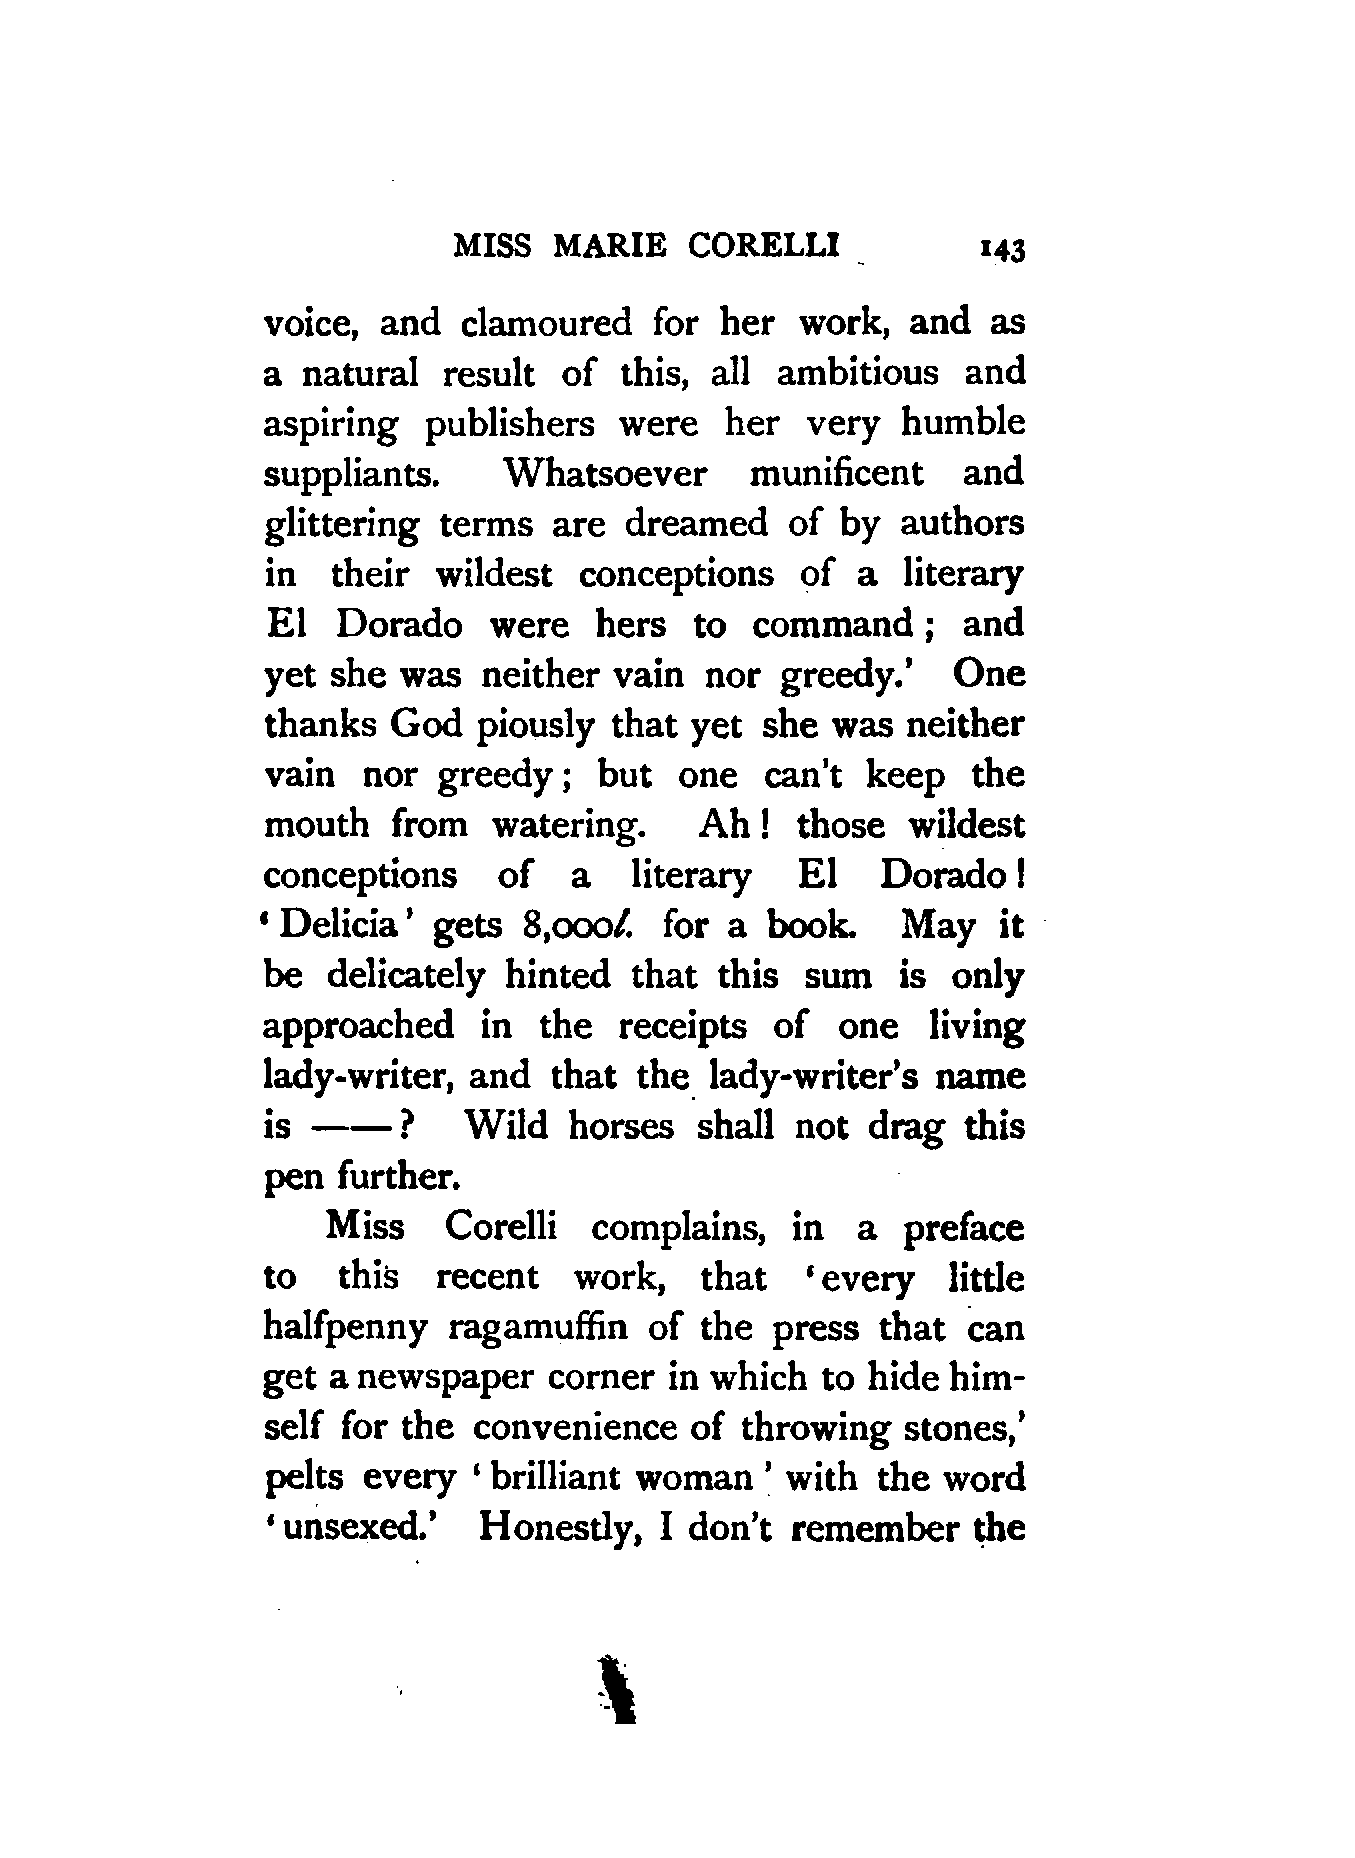 MISS MARIE CORELLI 143
voice, and clamoured for her work, and as
a natural result of this, all ambitious and
aspiring publishers were her very humble
suppliants. Whatsoever munificent and
glittering terms are dreamed of by authors
in their wildest conceptions of a literary
El Dorado were hers to command ; and
yet she was neither vain nor greedy.' One
thanks God piously that yet she was neither
vain nor greedy ; but one can't keep the
mouth from watering. Ah ! those wildest
conceptions of a literary El Dorado !
' Delicia ' gets 8,000l. for a book. May it
be delicately hinted that this sum is only
approached in the receipts of one living
lady-writer, and that the lady-writer's name
is —— ? Wild horses shall not drag this
pen further.
Miss Corelli complains, in a preface
to this recent work, that ' every little
halfpenny ragamuffin of the press that can
get a newspaper corner in which to hide him-
self for the convenience of throwing stones,'
pelts every ' brilliant woman ' with the word
' unsexed.' Honestly, I don't remember the